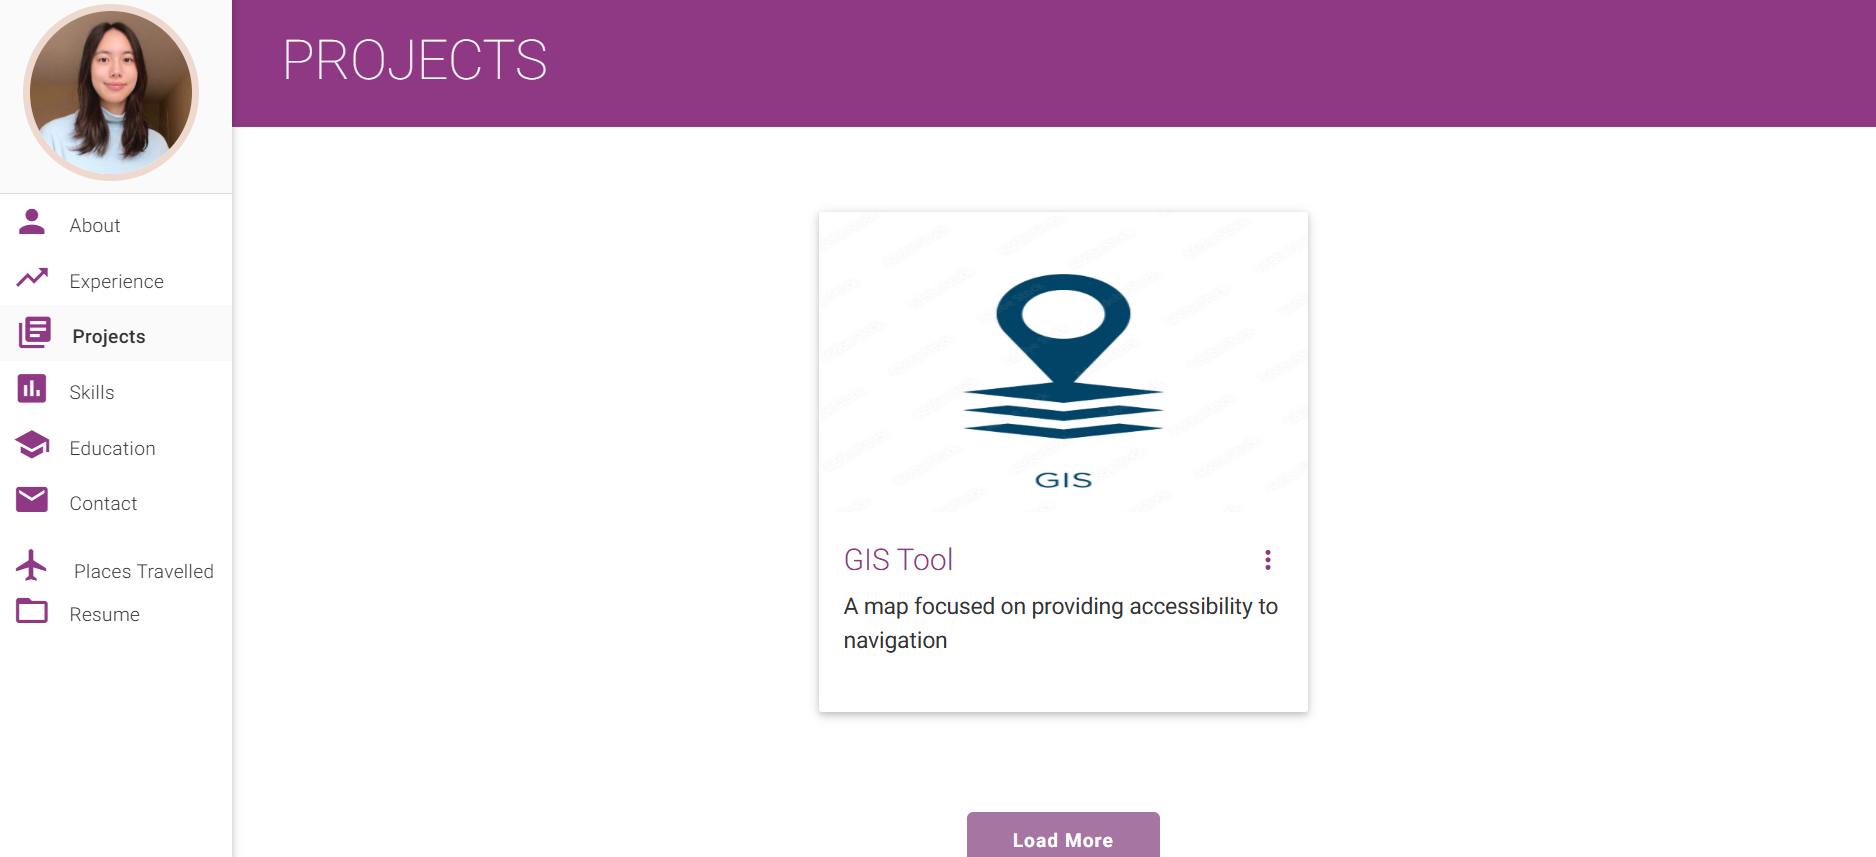 PROJECTS
About
Experience
Projects
Skills
Education
Contact
Places Travelled
Resume
GIS
GIS Tool
A map focused on providing accessibility to
navigation
Load More